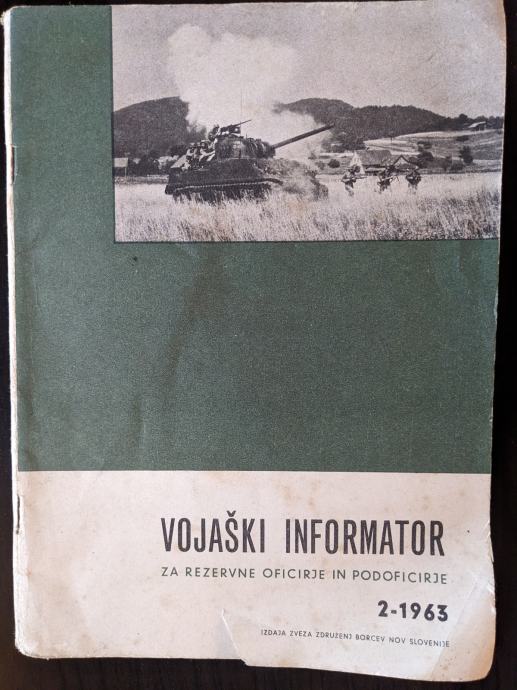 VOJAŠKI INFORMATOR
ZA REZERVNE OFICIRJE IN PODOFICIRJE
2-1963
IZDAJA ZVEZA ZDRUŽENJ BORCEV NOV SLOVENIJE